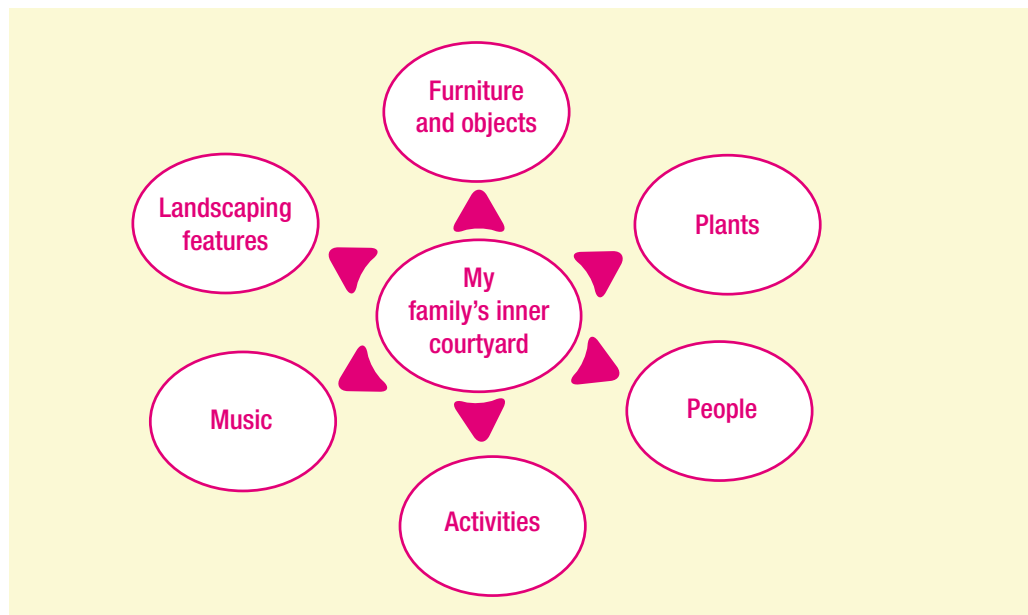 Furniture
and objects
Landscaping
features
Plants
My
family’s inner
courtyard
Music
People
Activities